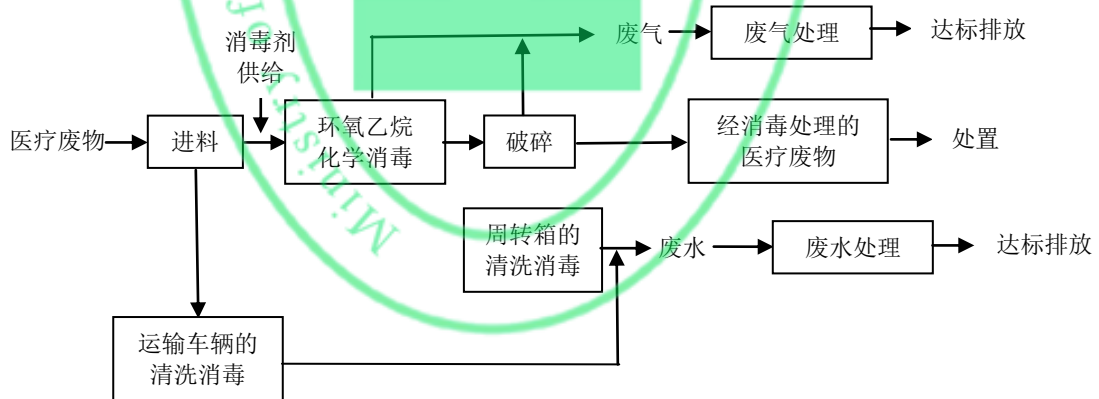 消毒剂
供给
废气
废气处理
达标排放
医疗废物
进料
环氧乙烷
化学消毒
破碎
经消毒处理的
医疗废物
处置
周转箱的
清洗消毒
废水
废水处理
达标排放
运输车辆的
清洗消毒
Ministry of